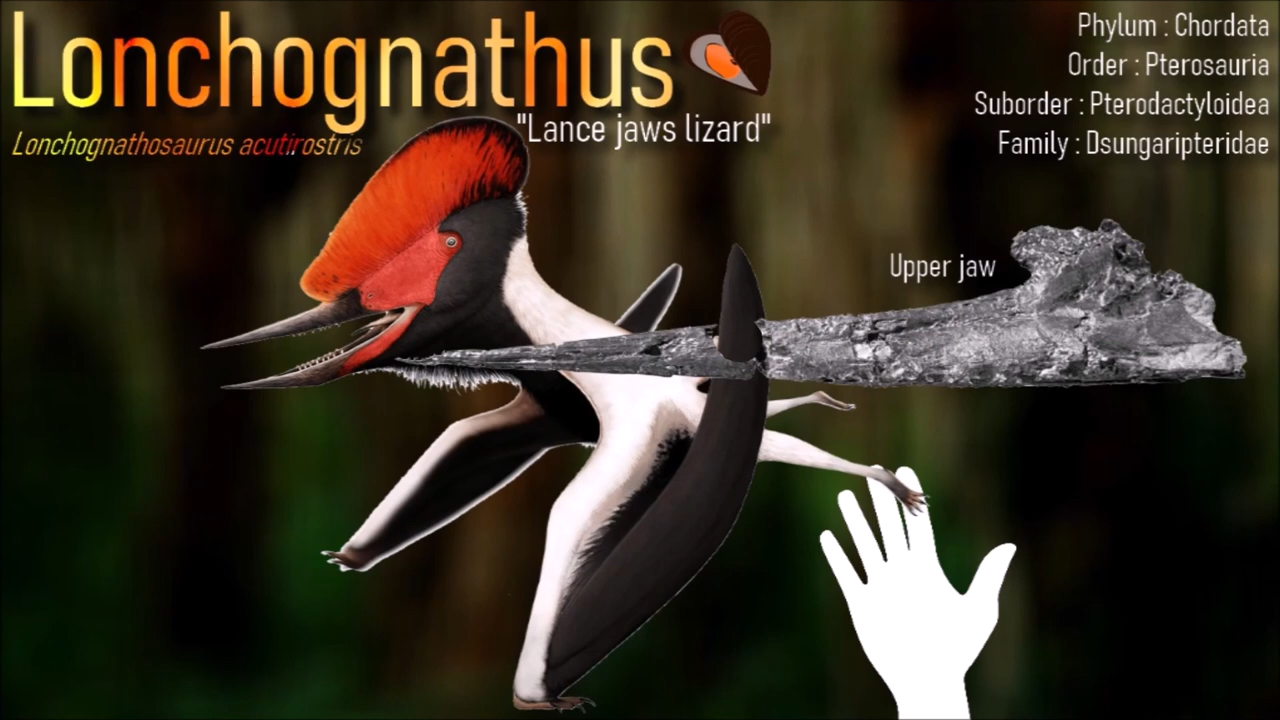 Lonchognathus
"Lance jaws lizard"
Lonchognathosaurus acutirostris
Phylum : Chordata
Order : Pterosauria
Suborder : Pterodactyloidea
Family : Dsungaripteridae
Upper jaw